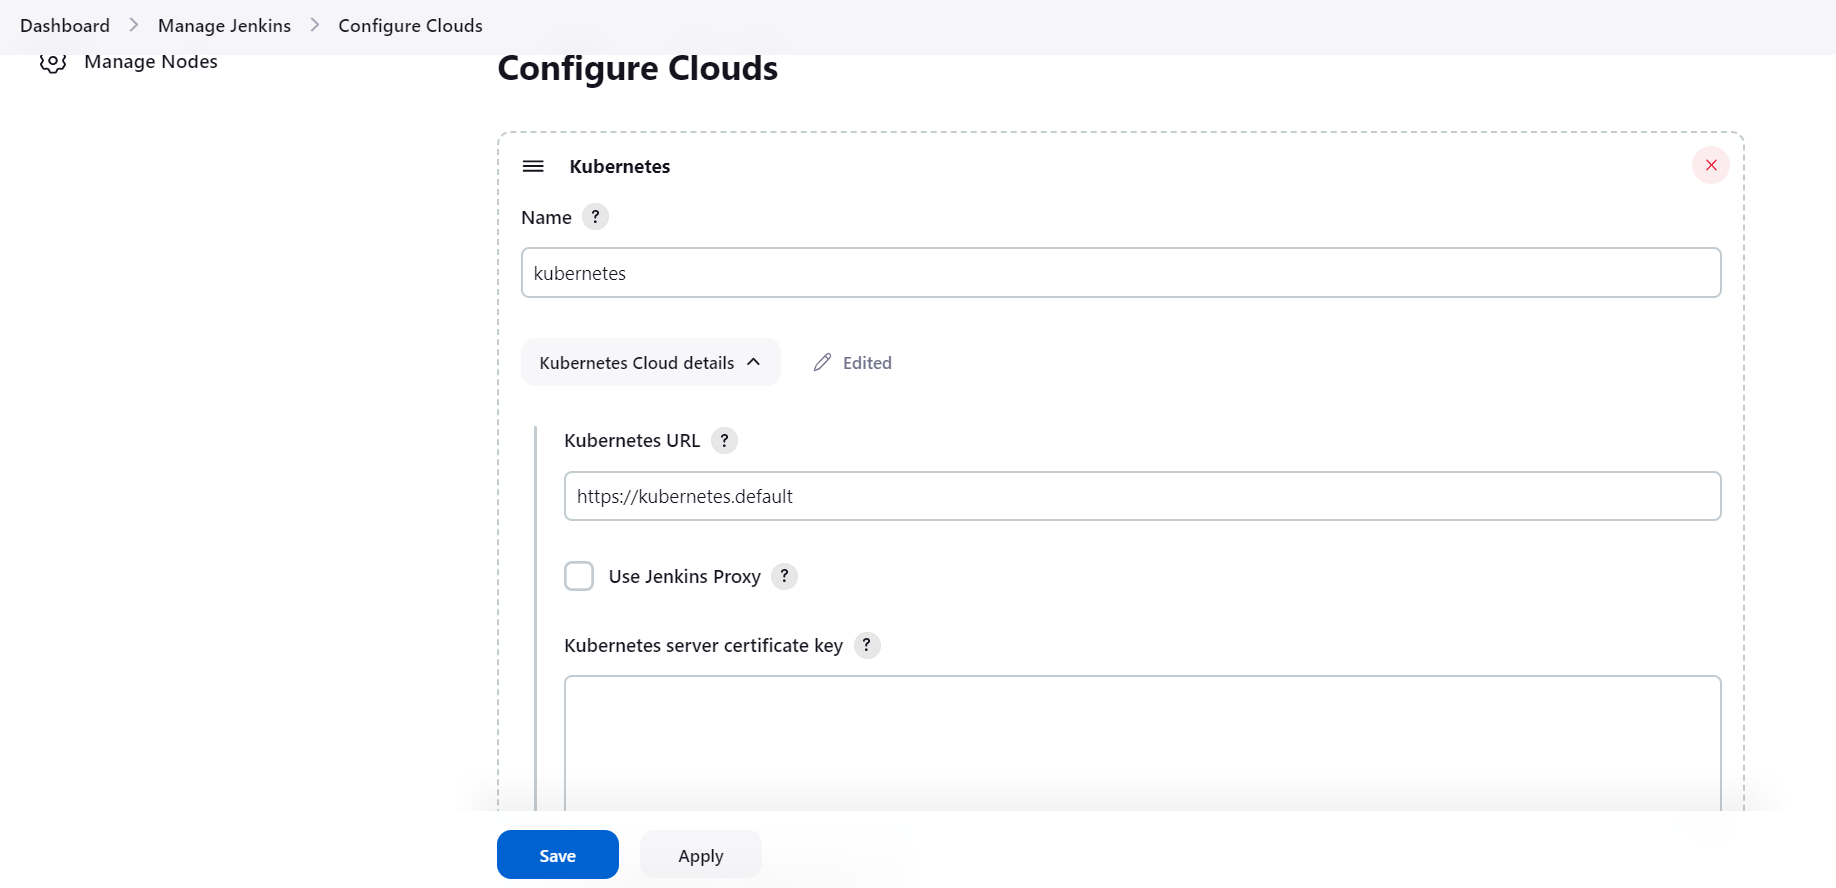 Dashboard > Manage Jenkins > Configure Clouds
Manage Nodes
Configure Clouds
Kubernetes
Name ?
kubernetes
Kubernetes Cloud details Edited
Kubernetes URL ?
https://kubernetes.default
Use Jenkins Proxy ?
Kubernetes server certificate key ?
Save Apply